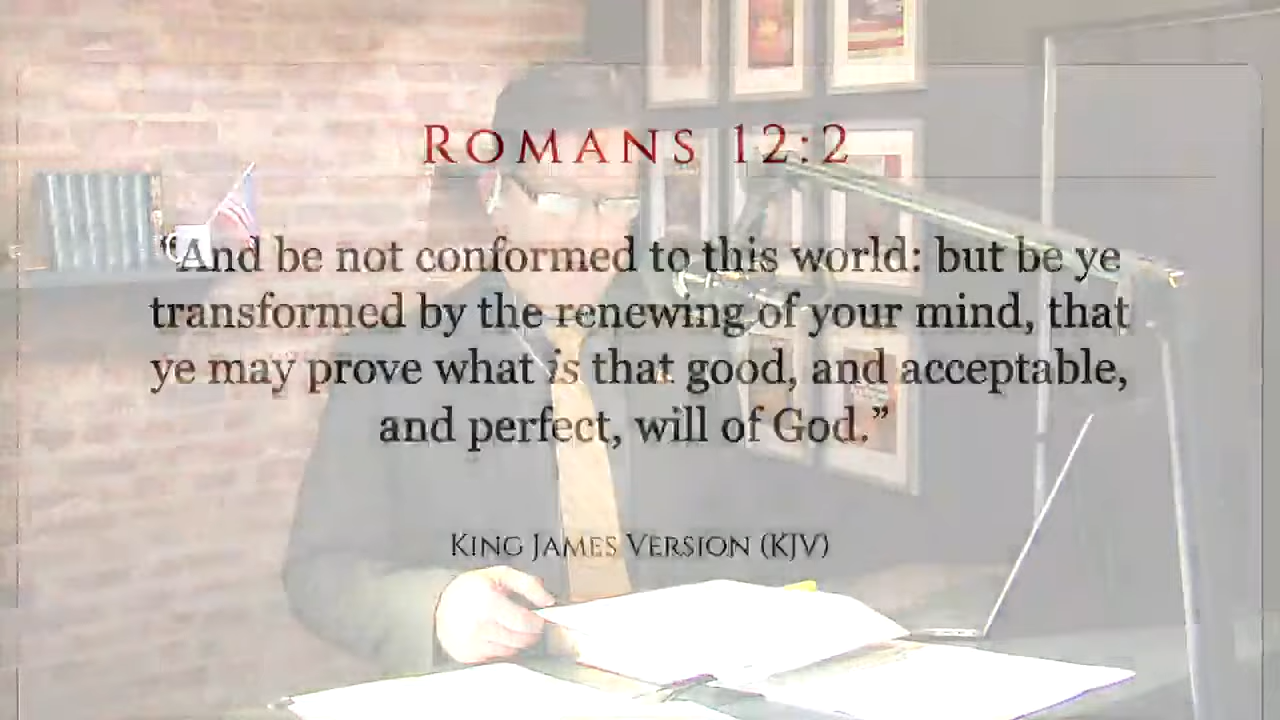 Romans 12:2
“And be not conformed to this world: but be ye
transformed by the renewing of your mind, that
ye may prove what is that good, and acceptable,
and perfect, will of God.”
King James Version (KJV)